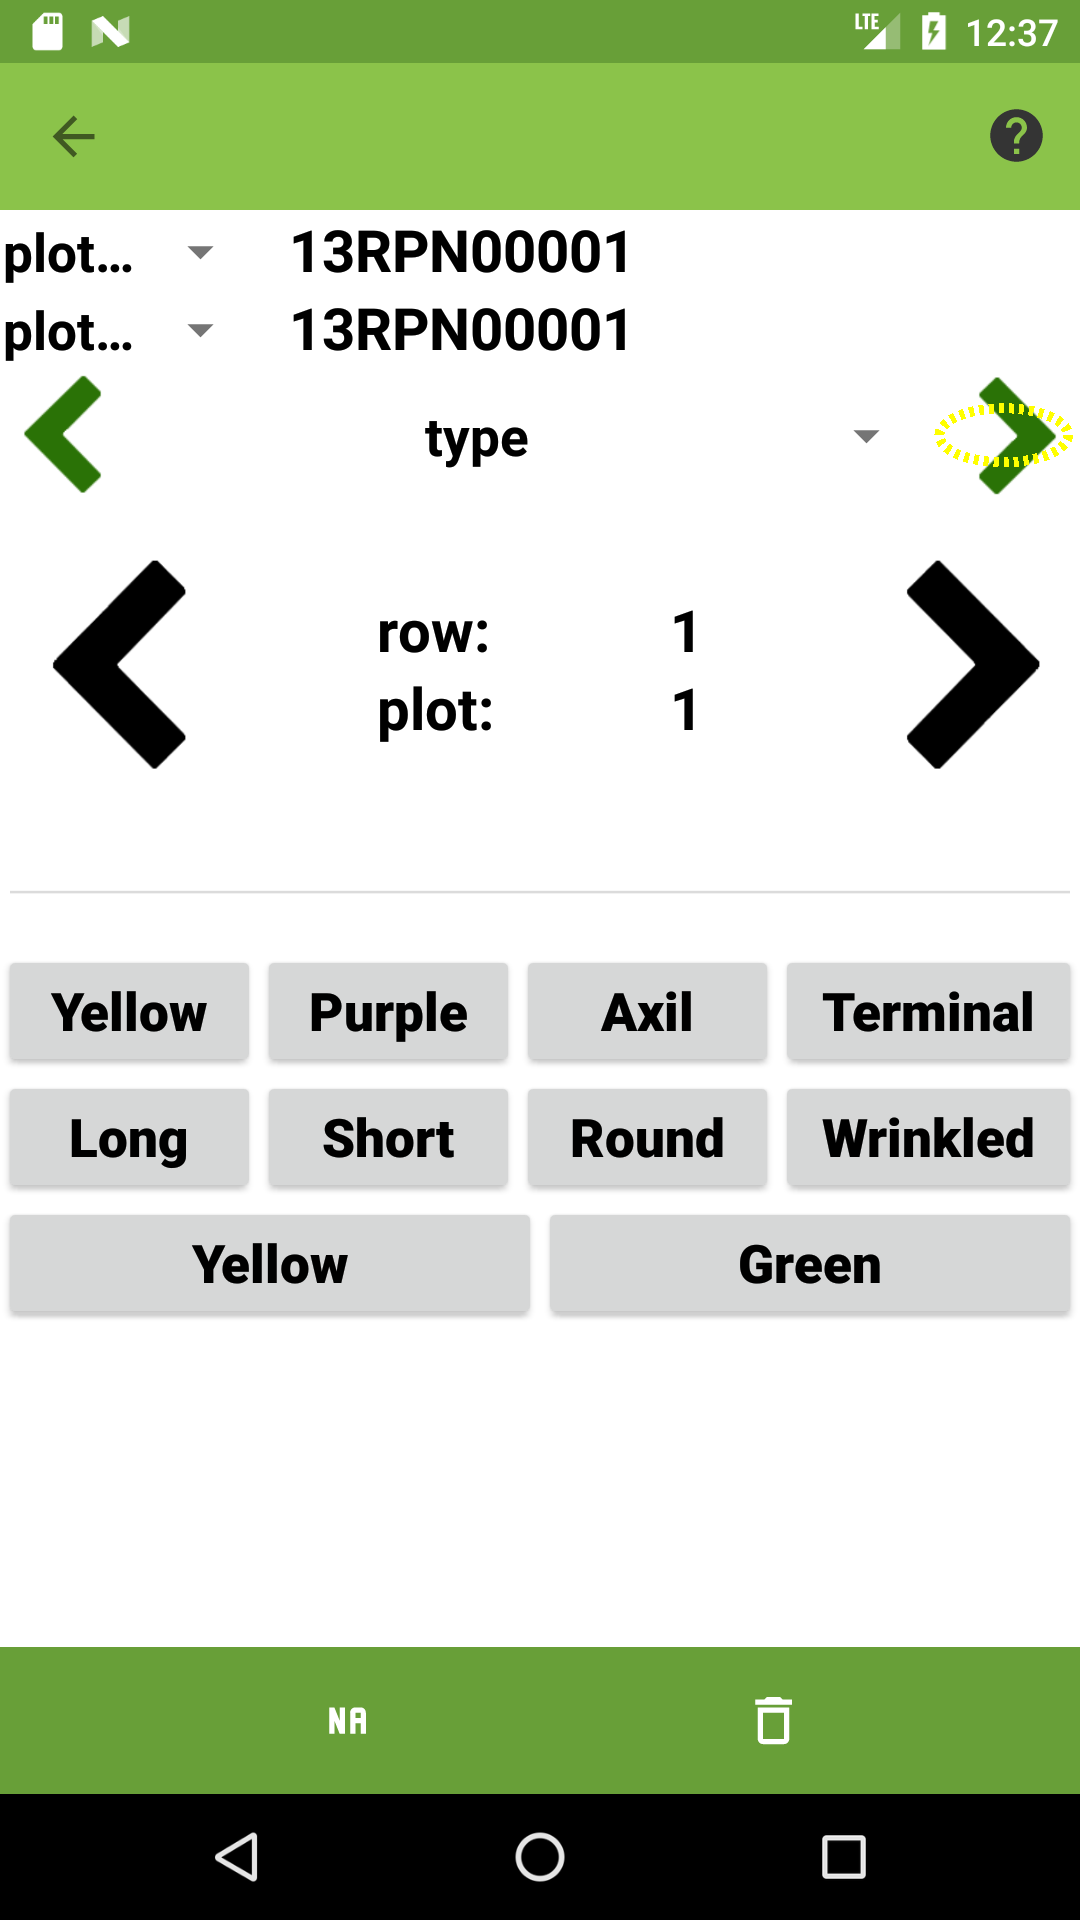 LTE 12:37
plot... 13RPN00001
plot... 13RPN00001
type
row: 1
plot: 1
Yellow Purple Axil Terminal
Long Short Round Wrinkled
Yellow Green
NA